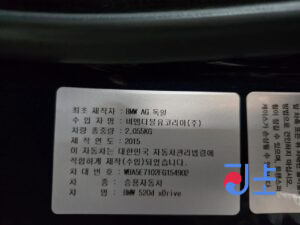 최초 제작자 : BMW AG 독일
수 입 자 명 : 비엠더블유코리아(주)
차량 총중량 : 2,055KG
제 작 연 도 : 2015
이 자동차는 대한민국 자동차관리법령에
적합하게 제작(수입)되었습니다
차 대 번 호 : WBA5E7102FG154902
차 종 : 승용자동차
차 명 : BMW 520d xDrive